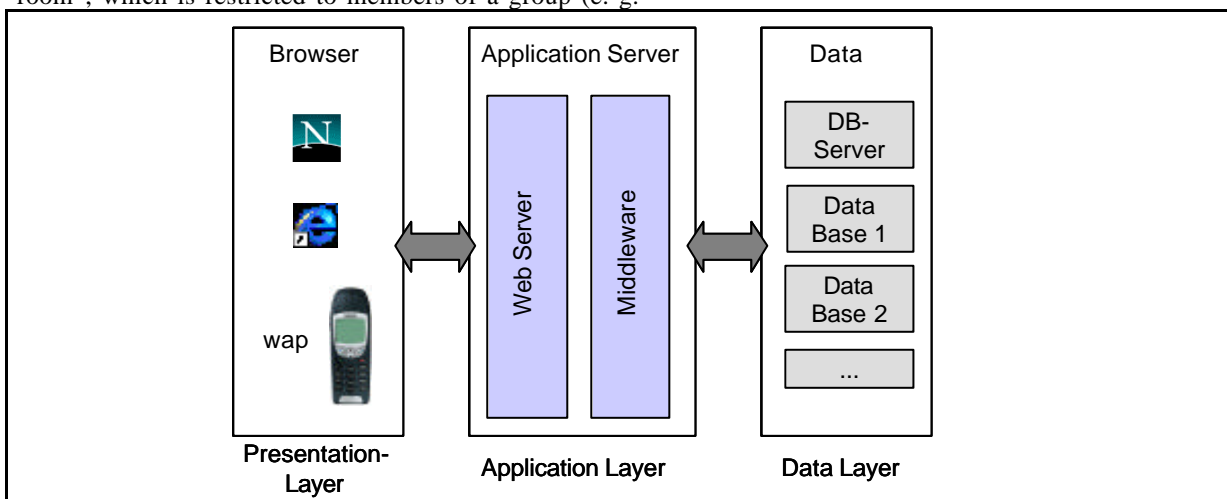 room", which is restricted to members of a group (e. g.
Browser
wap
Presentation-
Layer
Application Server
Web Server
Middleware
Application Layer
Data
DB-
Server
Data
Base 1
Data
Base 2
...
Data Layer